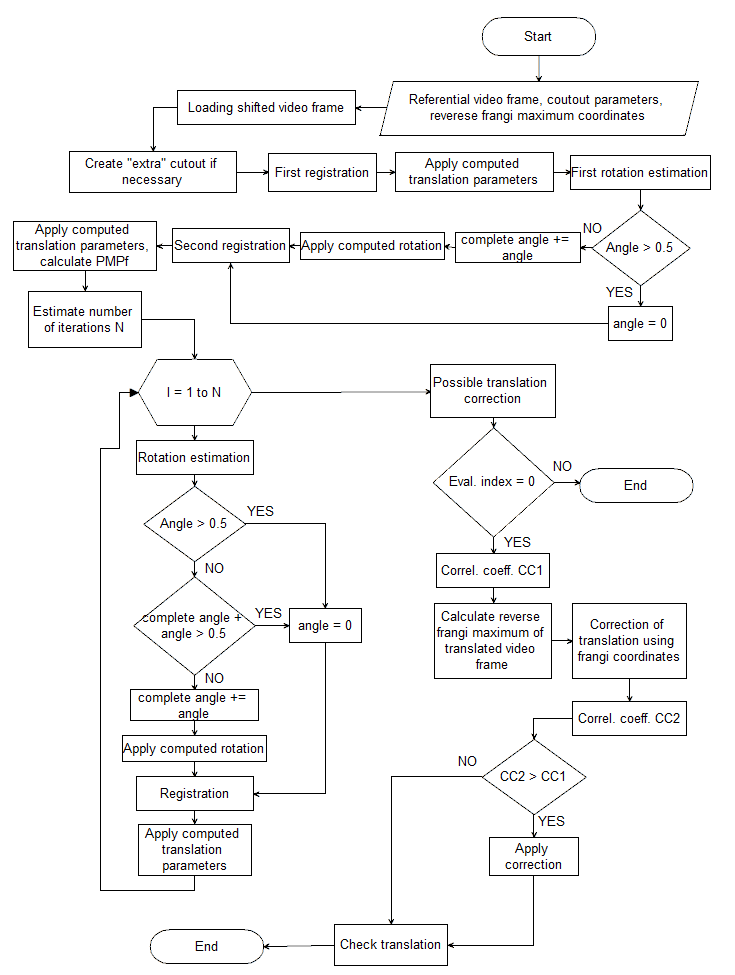 Start
Referential video frame, coutout parameters,
reverese frangi maximum coordinates
Loading shifted video frame
Create "extra" cutout if
necessary
First registration
Apply computed
translation parameters
First rotation estimation
Angle > 0.5
NO
YES
complete angle +=
angle
Apply computed rotation
Second registration
Apply computed
translation parameters,
calculate PMPf
angle = 0
Estimate number
of iterations N
I = 1 to N
Possible translation
correction
Rotation estimation
Eval. index = 0
NO
End
YES
Angle > 0.5
YES
NO
complete angle +
angle > 0.5
YES
angle = 0
NO
complete angle +=
angle
Apply computed rotation
Registration
Apply computed
translation
parameters
Correl. coeff. CC1
Calculate reverse
frangi maximum of
translated video
frame
Correction of
translation using
frangi coordinates
Correl. coeff. CC2
CC2 > CC1
NO
YES
Apply
correction
Check translation
End